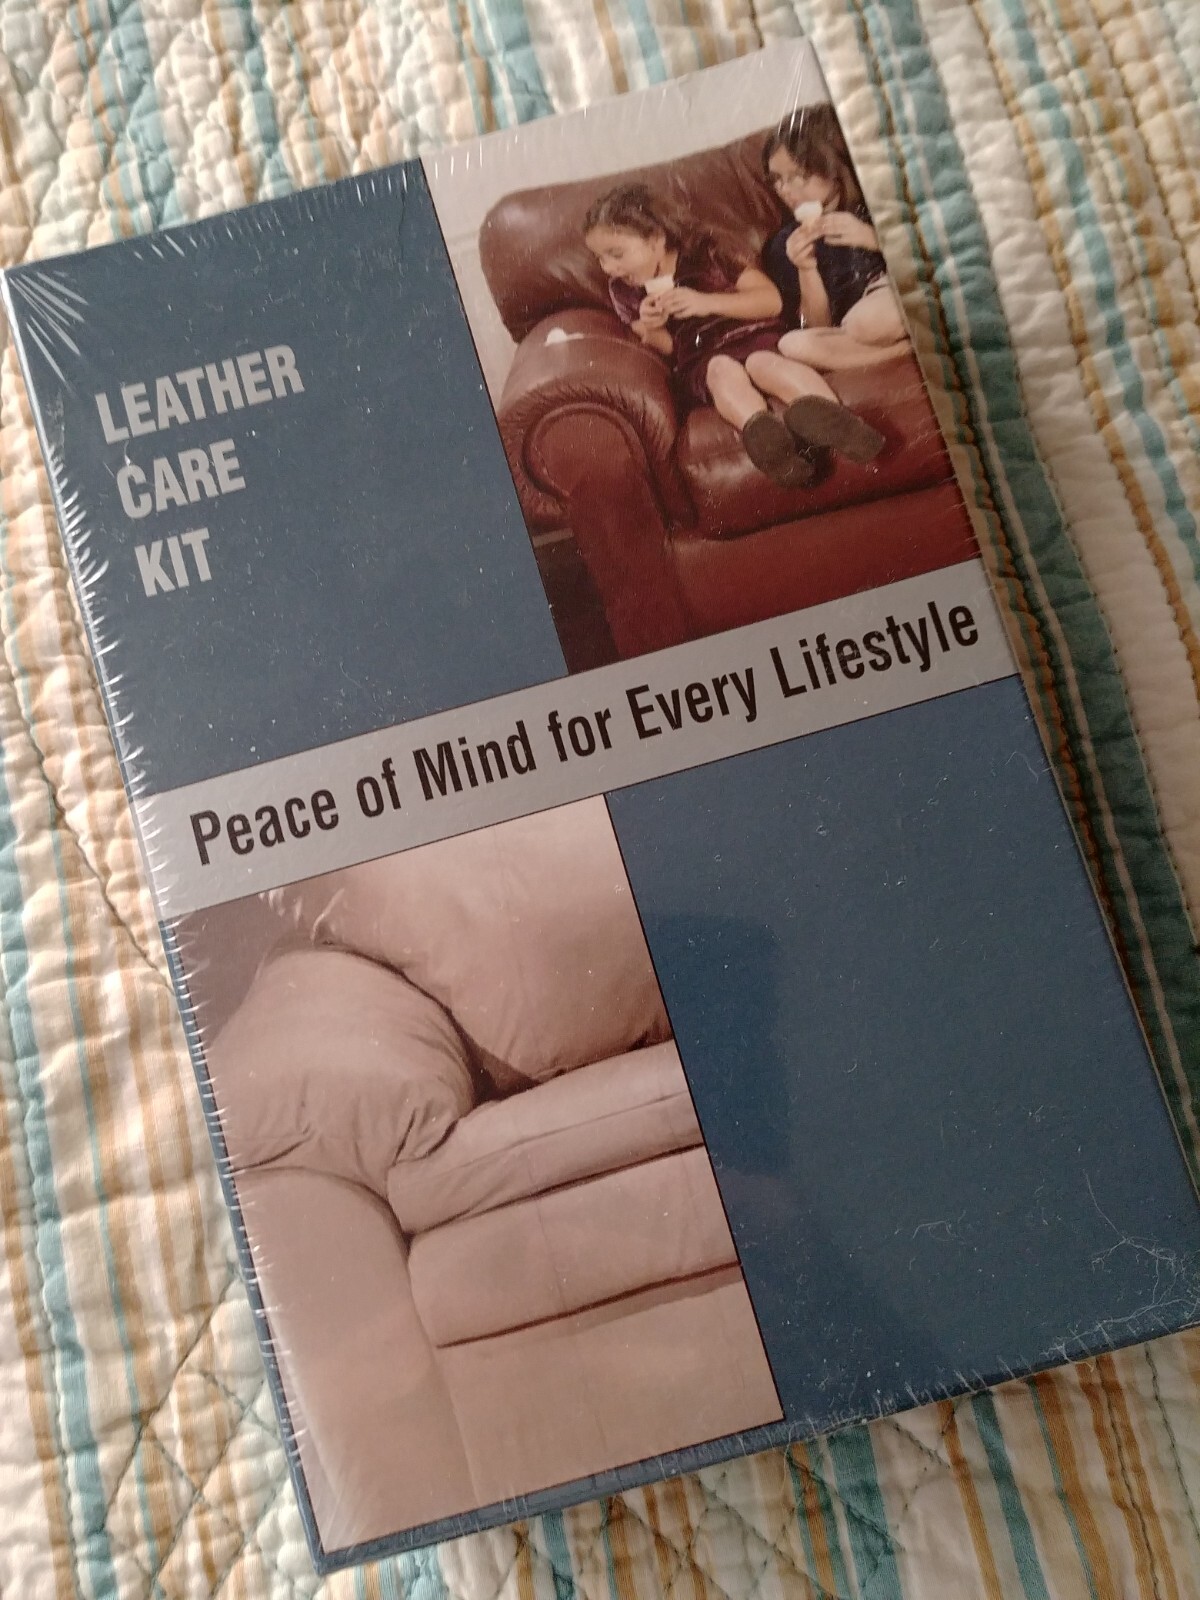 LEATHER
CARE
KIT
Peace of Mind for Every Lifestyle